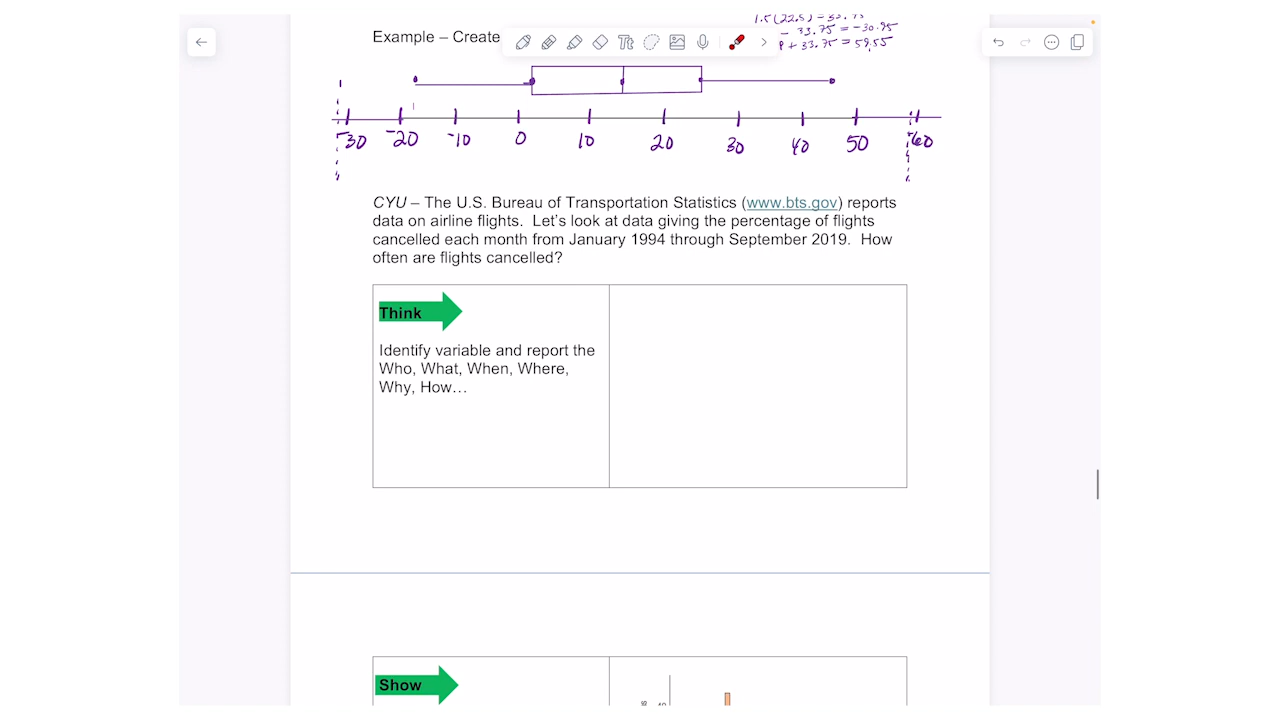 1.5(22.5) = 33.75
Example – Create
- 33.75 = -30.95
+ 33.75 = 59.55
-30 -20 -10 0 10 20 30 40 50 60
CYU – The U.S. Bureau of Transportation Statistics (www.bts.gov) reports
data on airline flights. Let's look at data giving the percentage of flights
cancelled each month from January 1994 through September 2019. How
often are flights cancelled?
Think
Identify variable and report the
Who, What, When, Where,
Why, How…
Show